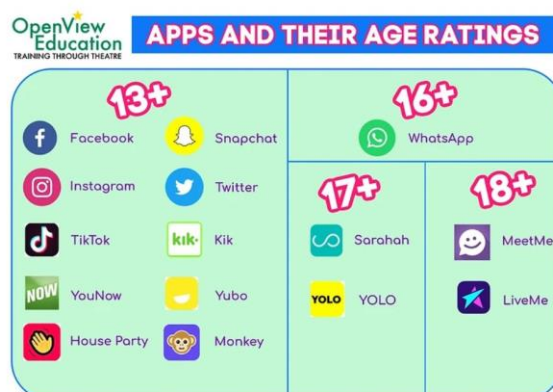 OpenView
Education
TRAINING THROUGH THEATRE
APPS AND THEIR AGE RATINGS
13+
Facebook
Snapchat
Instagram
Twitter
TikTok
kik·
Kik
NOW
YouNow
Yubo
House Party
Monkey
16+
WhatsApp
17+
Sarahah
YOLO
YOLO
18+
MeetMe
LiveMe